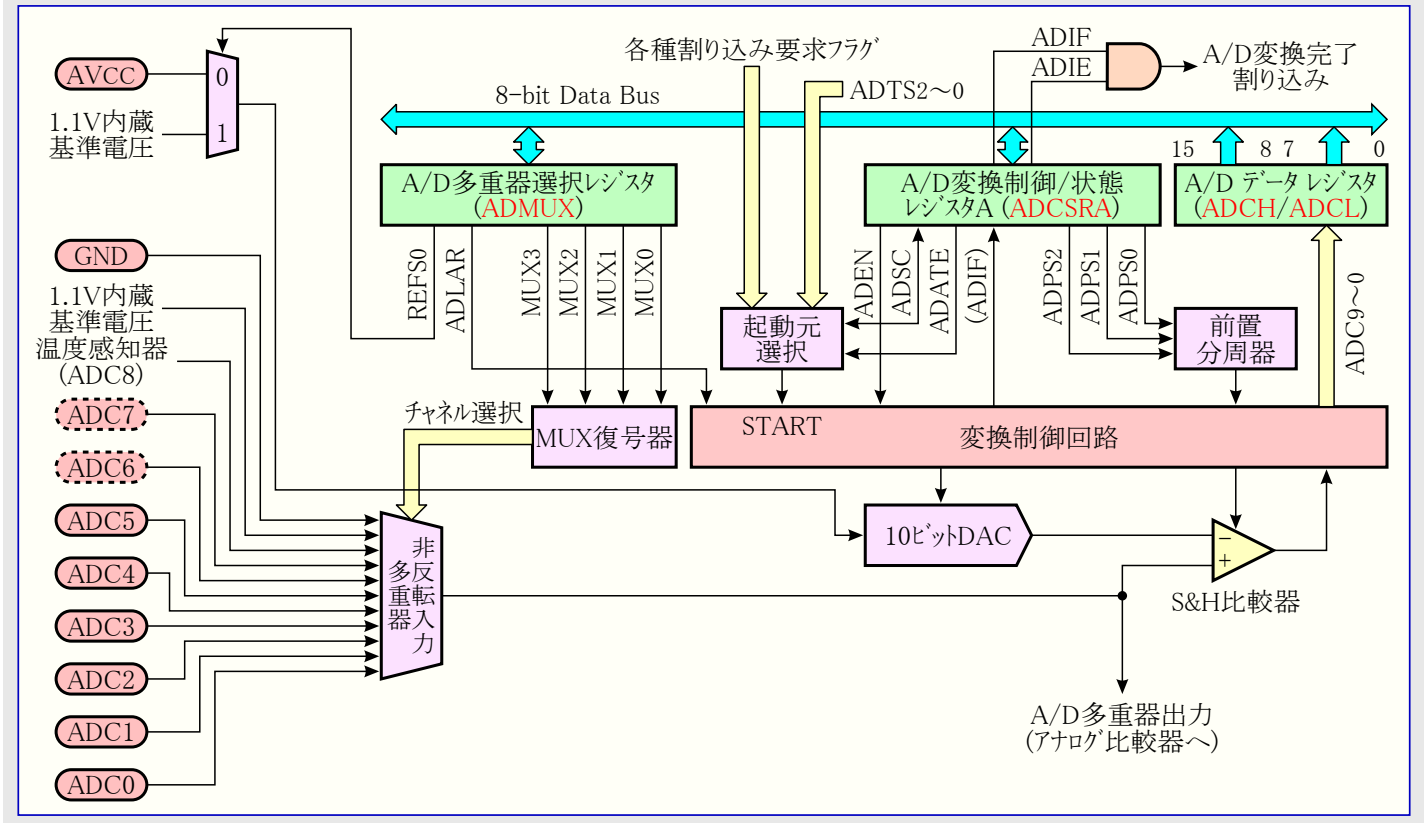 AVCC
1.1V内蔵
基準電圧
0
1
各種割り込み要求フラグ
ADTS2～0
ADIF
ADIE
A/D変換完了
割り込み
8-bit Data Bus
15
8
7
0
A/D多重器選択レジスタ
(ADMUX)
A/D変換制御/状態
レジスタA (ADCSRA)
A/D データ レジスタ
(ADCH/ADCL)
REFS0
ADLAR
MUX3
MUX2
MUX1
MUX0
ADEN
ADSC
ADATE
(ADIF)
ADPS2
ADPS1
ADPS0
ADC9～0
GND
1.1V内蔵
基準電圧
温度感知器
(ADC8)
ADC7
ADC6
ADC5
ADC4
ADC3
ADC2
ADC1
ADC0
起動元
選択
前置
分周器
チャネル選択
MUX復号器
START
変換制御回路
非反転入力
多重器
10ビットDAC
−
+
S&H比較器
A/D多重器出力
(アナログ比較器へ)